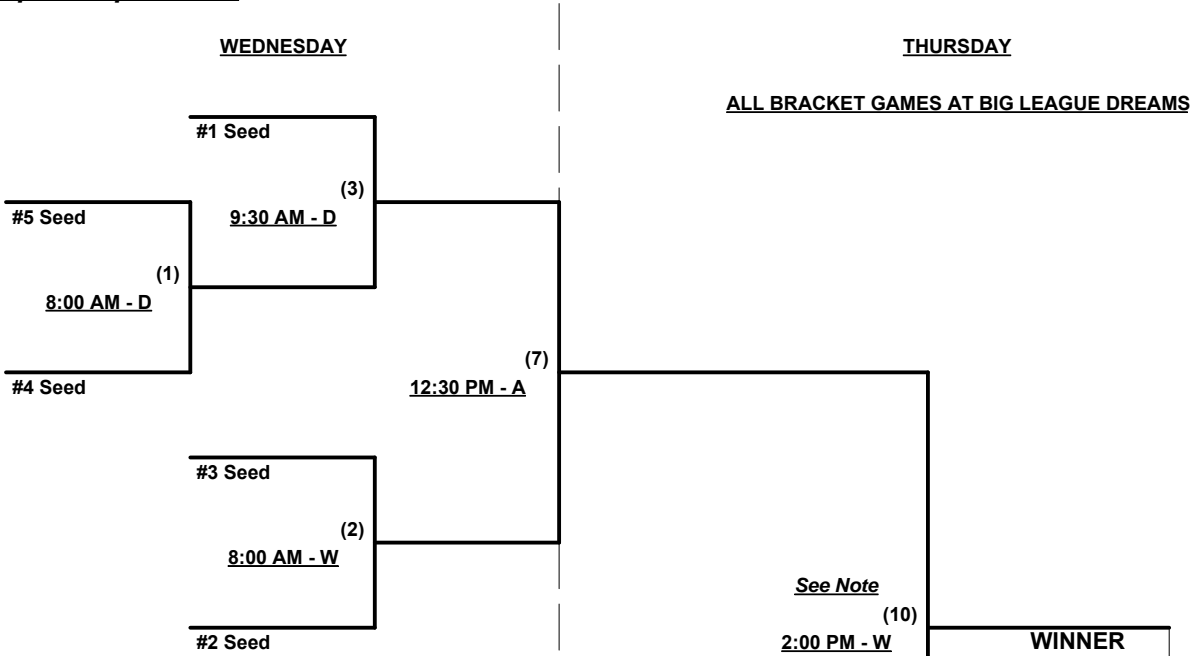 WEDNESDAY
THURSDAY
ALL BRACKET GAMES AT BIG LEAGUE DREAMS
#1 Seed
(3)
#5 Seed
9:30 AM - D
(1)
8:00 AM - D
(7)
#4 Seed
12:30 PM - A
#3 Seed
(2)
8:00 AM - W
See Note
(10)
#2 Seed
2:00 PM - W
WINNER